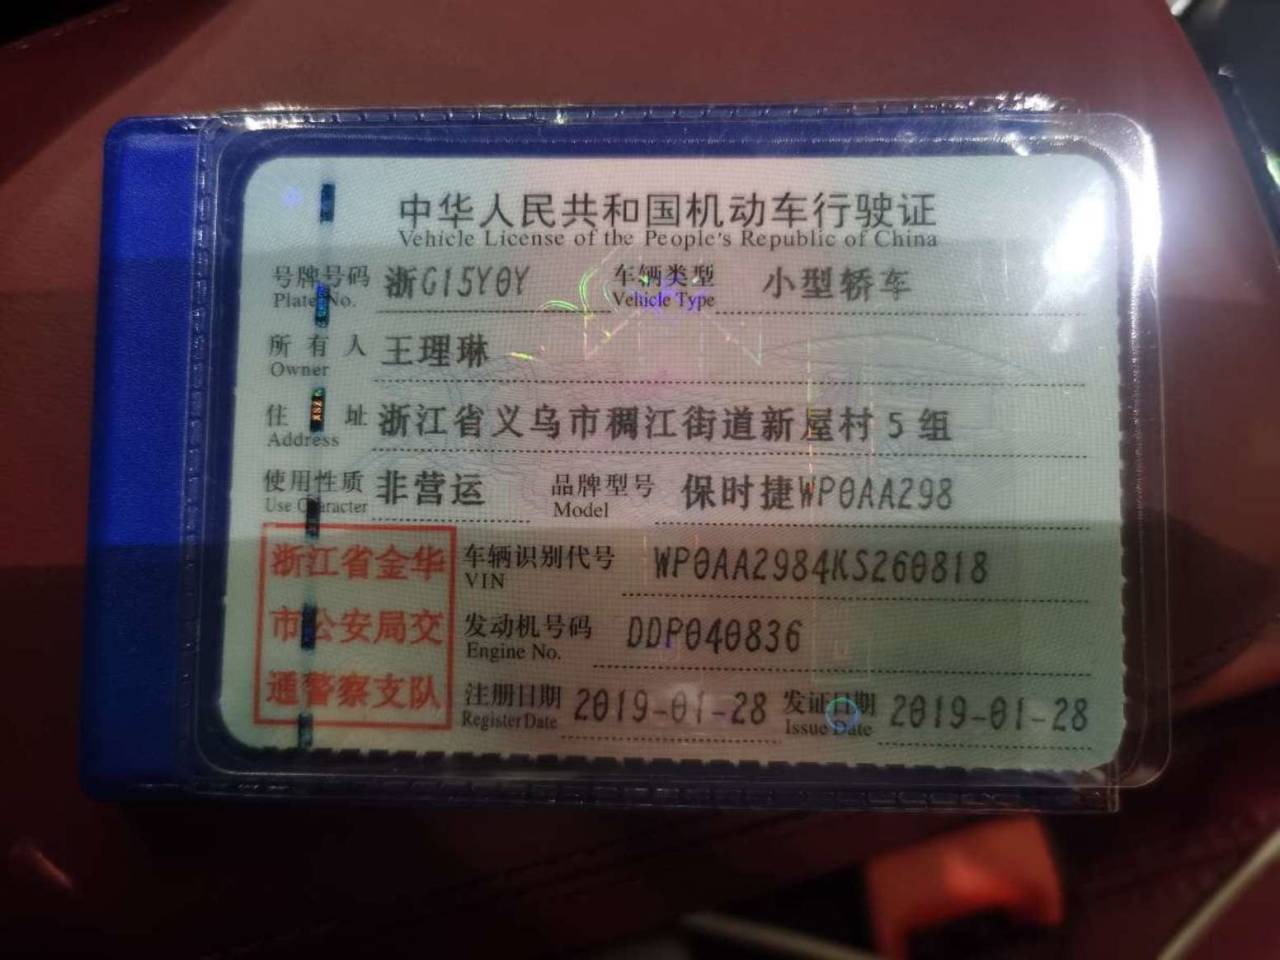 中华人民共和国机动车行驶证
Vehicle License of the People's Republic of China
号牌号码 浙G15Y0Y 车辆类型 小型轿车
Plate No. Vehicle Type
所有人 王理琳
Owner
住址 浙江省义乌市稠江街道新屋村5组
Address
使用性质 非营运 品牌型号 保时捷WP0AA298
Use Character Model
浙江省金华
市公安局交
通警察支队
车辆识别代号 WP0AA2984KS260818
VIN
发动机号码 DDP040836
Engine No.
注册日期 2019-01-28 发证日期 2019-01-28
Register Date Issue Date